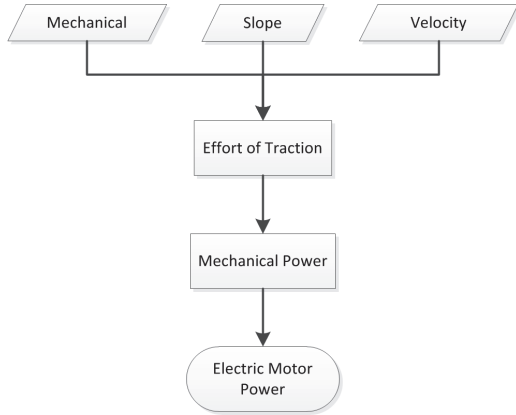 Mechanical
Slope
Velocity
Effort of Traction
Mechanical Power
Electric Motor
Power